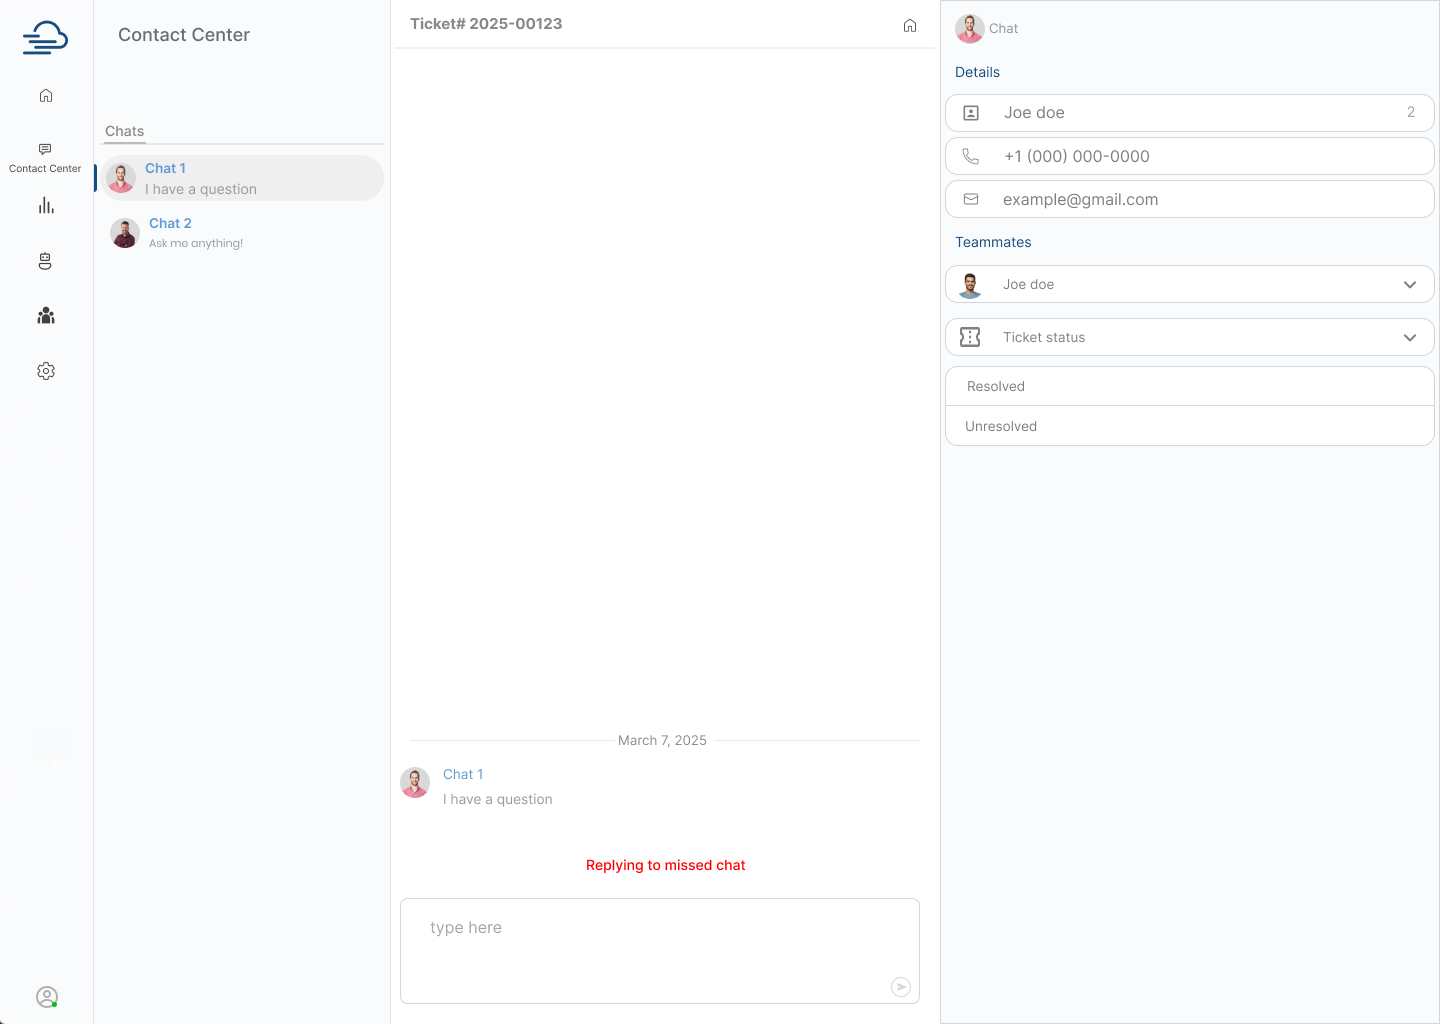 Contact Center
Contact Center
Chats
Chat 1
I have a question
Chat 2
Ask me anything!
Ticket# 2025-00123
March 7, 2025
Chat 1
I have a question
Replying to missed chat
type here
Chat
Details
Joe doe 2
+1 (000) 000-0000
example@gmail.com
Teammates
Joe doe
Ticket status
Resolved
Unresolved